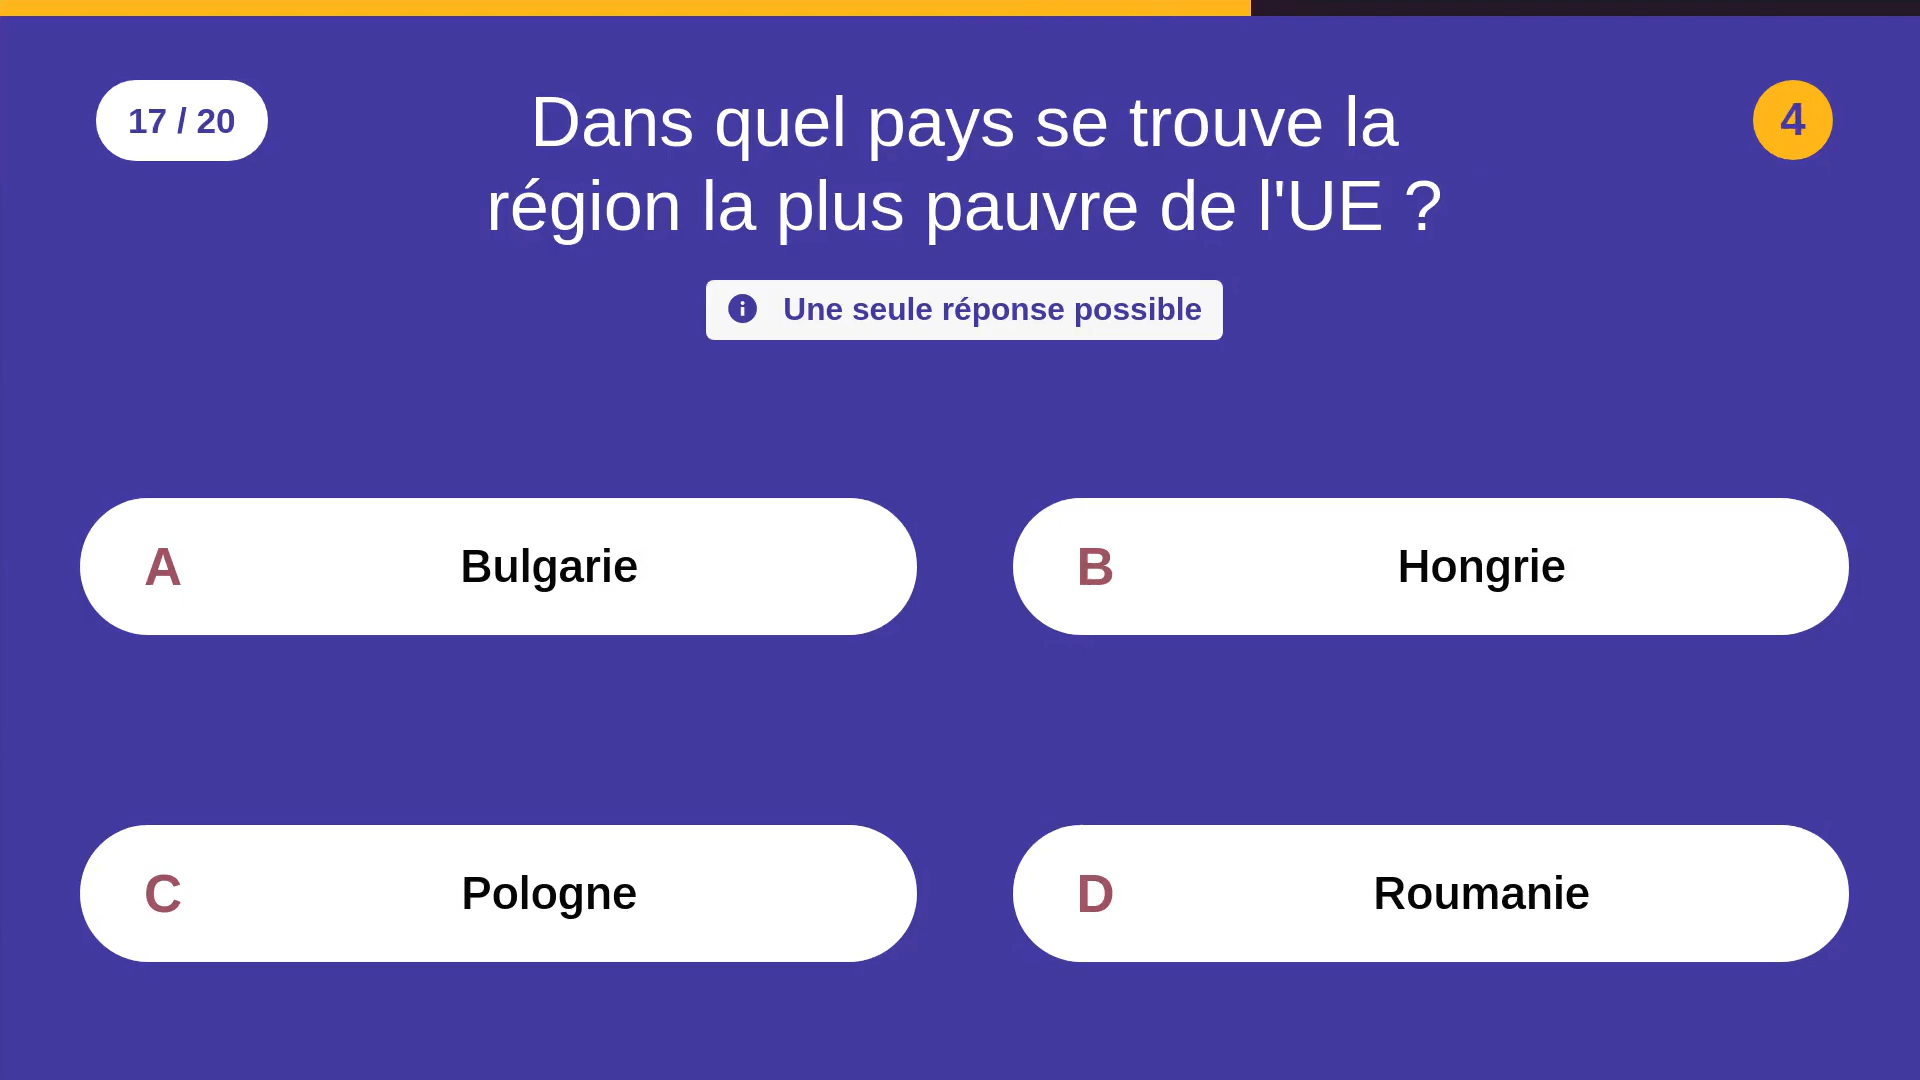 17 / 20
Dans quel pays se trouve la
région la plus pauvre de l'UE ?
4
Une seule réponse possible
A Bulgarie
B Hongrie
C Pologne
D Roumanie